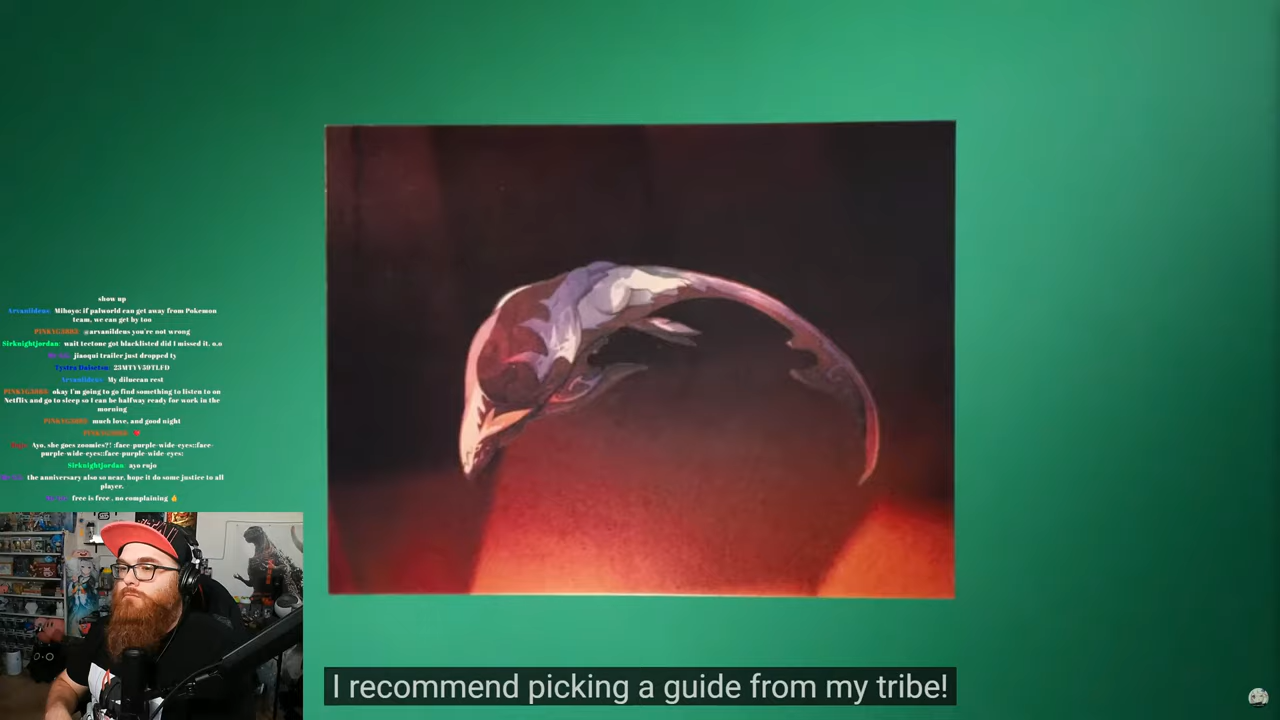 show up
Mihoyo: if palworld can get away from Pokemon
team, we can get by too
@arvanildeus you're not wrong
Sirknightjordan: wait tectone got blacklisted did I missed it. o.o
jiaoqui trailer just dropped ty
23MTYV59TLFD
My dilucean rest
okay I'm going to go find something to listen to on
Netflix and go to sleep so I can be halfway ready for work in the
morning
much love, and good night
Ayo, she goes zoomies?! :face-purple-wide-eyes::face-
purple-wide-eyes::face-purple-wide-eyes:
Sirknightjordan: ayo rojo
the anniversary also so near, hope it do some justice to all
player.
free is free , no complaining
I recommend picking a guide from my tribe!